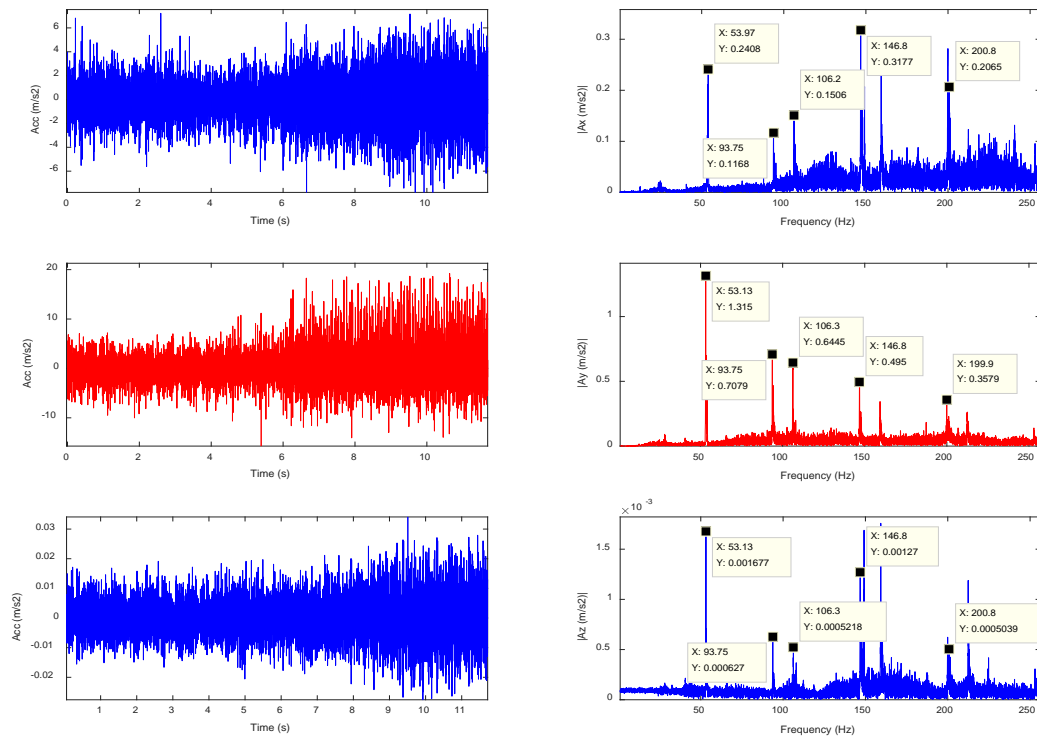 6
4
2
0
-2
-4
-6
Acc (m/s2)
0 2 4 6 8 10
Time (s)
0.3
0.2
0.1
0
|Ax (m/s2)|
X: 53.97
Y: 0.2408
X: 93.75
Y: 0.1168
X: 106.2
Y: 0.1506
X: 146.8
Y: 0.3177
X: 200.8
Y: 0.2065
50 100 150 200 250
Frequency (Hz)
20
10
0
-10
Acc (m/s2)
0 2 4 6 8 10
Time (s)
1
0.5
0
|Ay (m/s2)|
X: 53.13
Y: 1.315
X: 93.75
Y: 0.7079
X: 106.3
Y: 0.6445
X: 146.8
Y: 0.495
X: 199.9
Y: 0.3579
50 100 150 200 250
Frequency (Hz)
0.03
0.02
0.01
0
-0.01
-0.02
Acc (m/s2)
1 2 3 4 5 6 7 8 9 10 11
Time (s)
×10 -3
1.5
1
0.5
0
|Az (m/s2)|
X: 53.13
Y: 0.001677
X: 93.75
Y: 0.000627
X: 106.3
Y: 0.0005218
X: 146.8
Y: 0.00127
X: 200.8
Y: 0.0005039
50 100 150 200 250
Frequency (Hz)